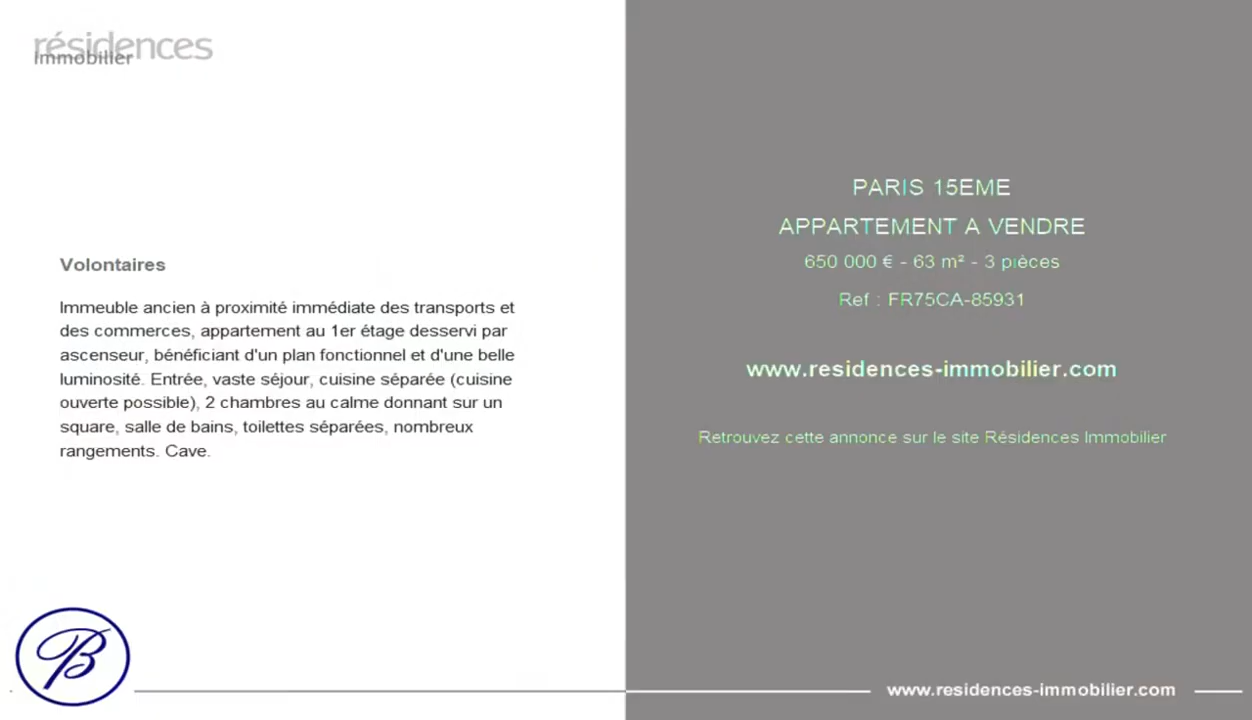 résidences
Immobilier
Volontaires
Immeuble ancien à proximité immédiate des transports et
des commerces, appartement au 1er étage desservi par
ascenseur, bénéficiant d'un plan fonctionnel et d'une belle
luminosité. Entrée, vaste séjour, cuisine séparée (cuisine
ouverte possible), 2 chambres au calme donnant sur un
square, salle de bains, toilettes séparées, nombreux
rangements. Cave.
B
PARIS 15EME
APPARTEMENT A VENDRE
650 000 € - 63 m² - 3 pièces
Ref : FR75CA-85931
www.residences-immobilier.com
Retrouvez cette annonce sur le site Résidences Immobilier
www.residences-immobilier.com